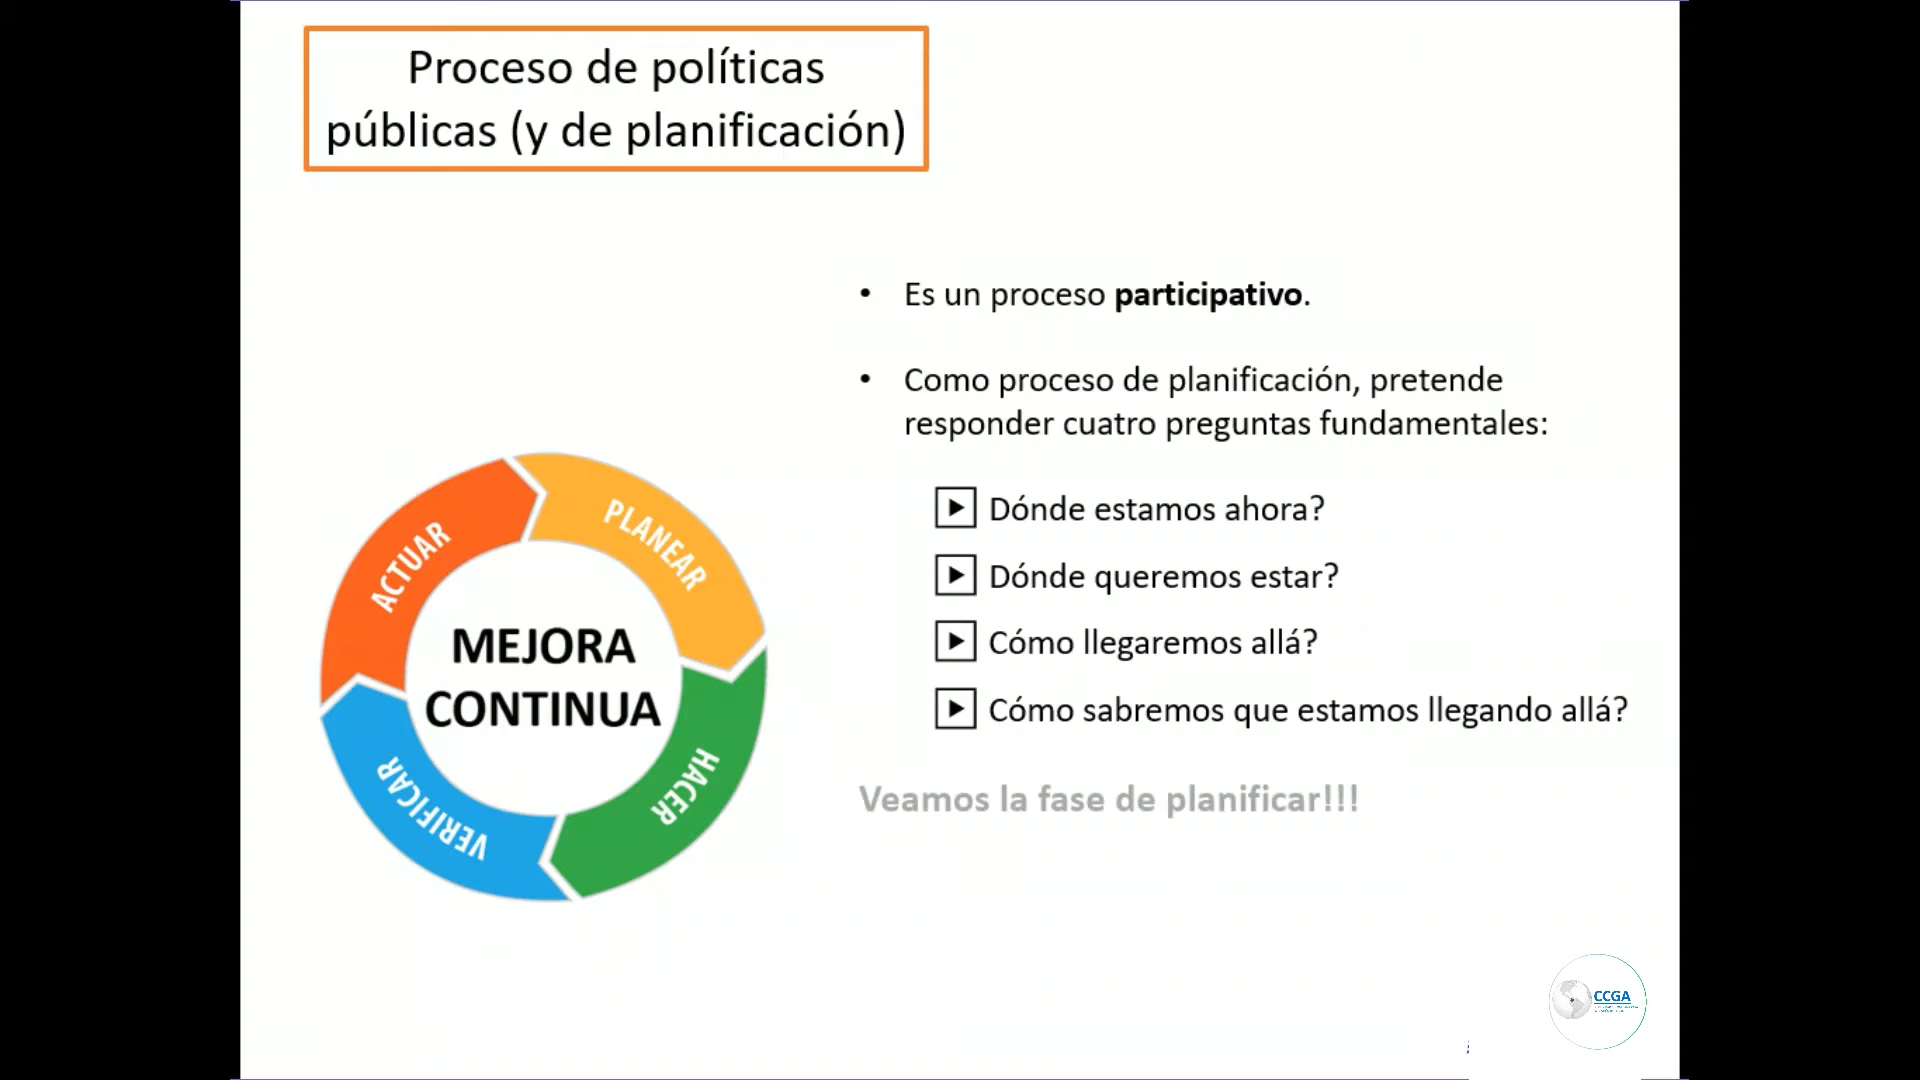 Proceso de políticas
públicas (y de planificación)
• Es un proceso participativo.
• Como proceso de planificación, pretende
responder cuatro preguntas fundamentales:
Dónde estamos ahora?
Dónde queremos estar?
Cómo llegaremos allá?
Cómo sabremos que estamos llegando allá?
Veamos la fase de planificar!!!
ACTUAR
PLANEAR
MEJORA
CONTINUA
VERIFICAR
HACER
CCGA